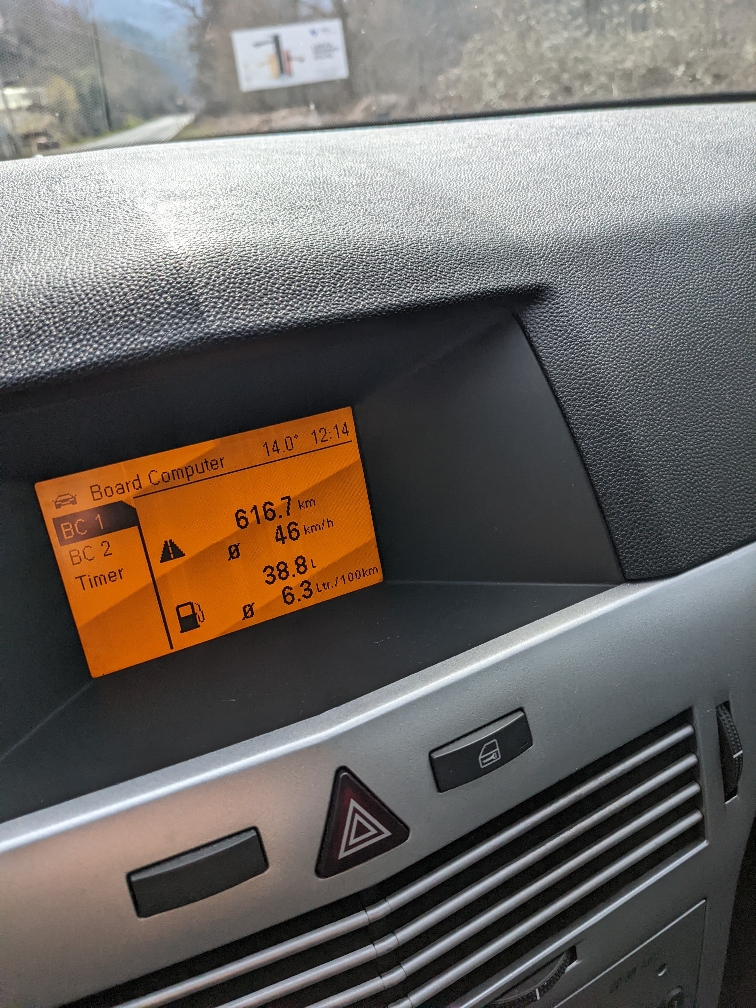 Board Computer 14.0° 12:14
BC 1
BC 2
Timer
616.7 km
Ø 46 km/h
38.8 L
Ø 6.3 Ltr./100km